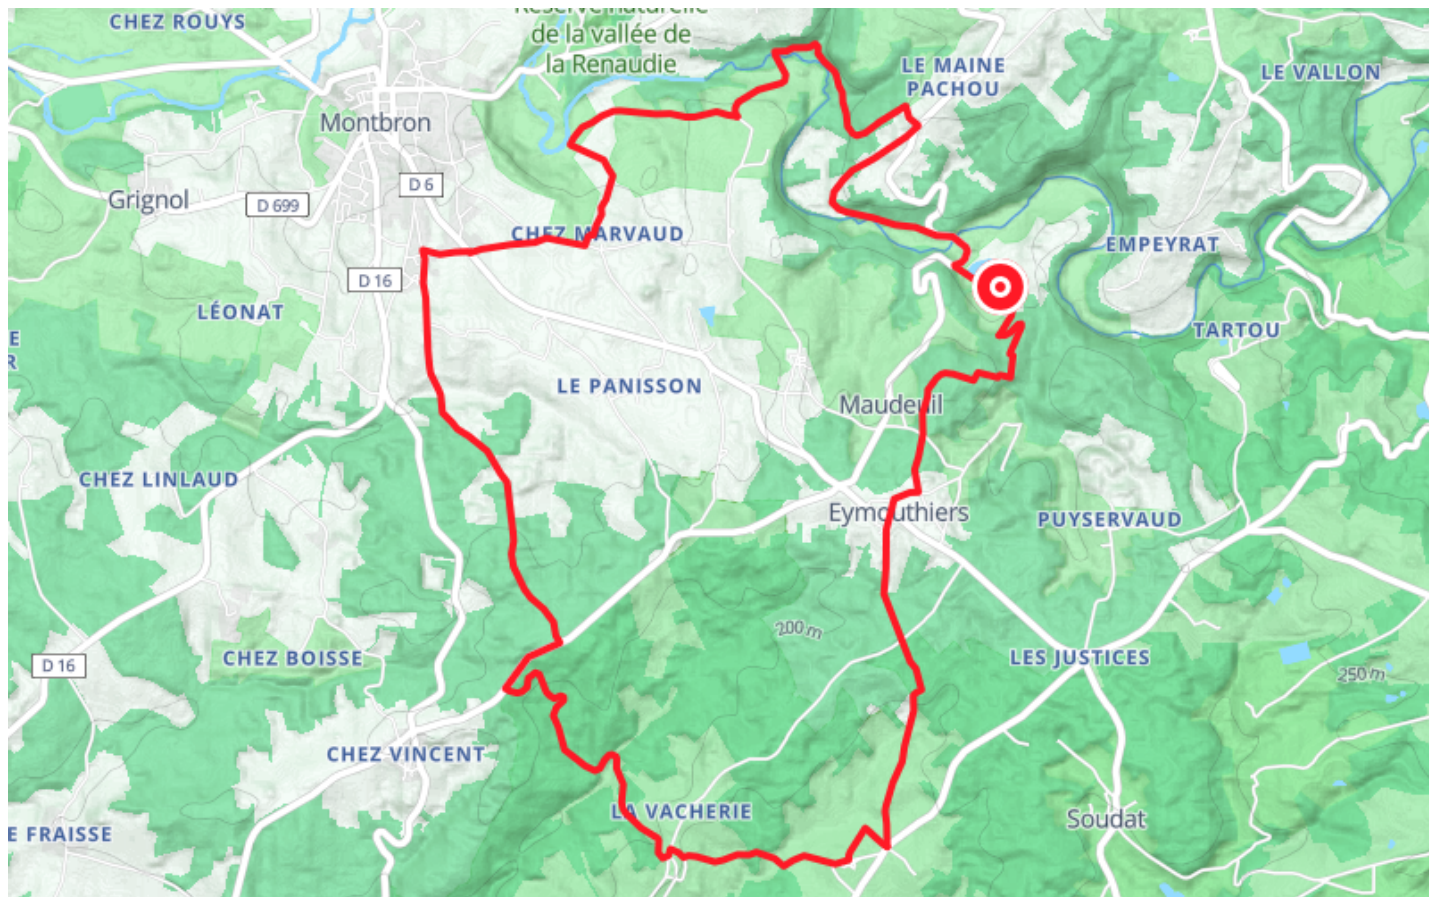 CHEZ ROUYS
Réserve naturelle
de la vallée de
la Renaudie
LE MAINE
PACHOU
LE VALLON
Montbron
D 6
Grignol
D 699
CHEZ MARVAUD
EMPEYRAT
D 16
LÉONAT
TARTOU
E
R
LE PANISSON
Maudeuil
CHEZ LINLAUD
Eymouthiers
PUYSERVAUD
200 m
D 16
CHEZ BOISSE
LES JUSTICES
250 m
CHEZ VINCENT
LA VACHERIE
Soudat
E FRAISSE